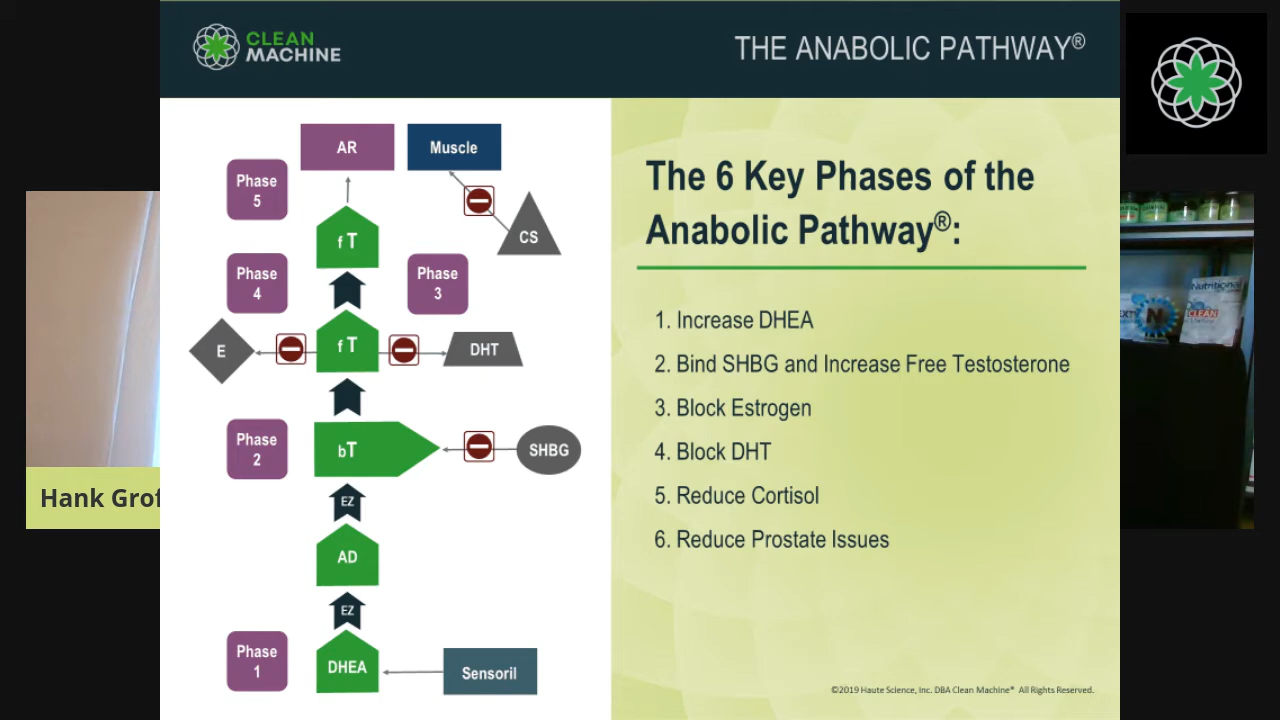 CLEAN
MACHINE
THE ANABOLIC PATHWAY®
AR
Muscle
Phase
5
f T
CS
Phase
4
Phase
3
E
f T
DHT
Phase
2
bT
SHBG
EZ
AD
EZ
Phase
1
DHEA
Sensoril
The 6 Key Phases of the
Anabolic Pathway®:
1. Increase DHEA
2. Bind SHBG and Increase Free Testosterone
3. Block Estrogen
4. Block DHT
5. Reduce Cortisol
6. Reduce Prostate Issues
©2019 Haute Science, Inc. DBA Clean Machine® All Rights Reserved.
Hank Grof
Nutritional
N
CLEAN